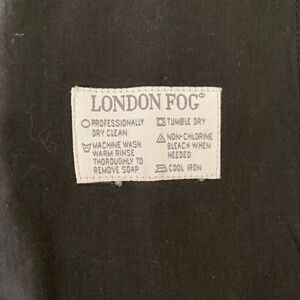 LONDON FOG®
PROFESSIONALLY
DRY CLEAN
MACHINE WASH
WARM RINSE
THOROUGHLY TO
REMOVE SOAP
TUMBLE DRY
NON-CHLORINE
BLEACH WHEN
NEEDED
COOL IRON